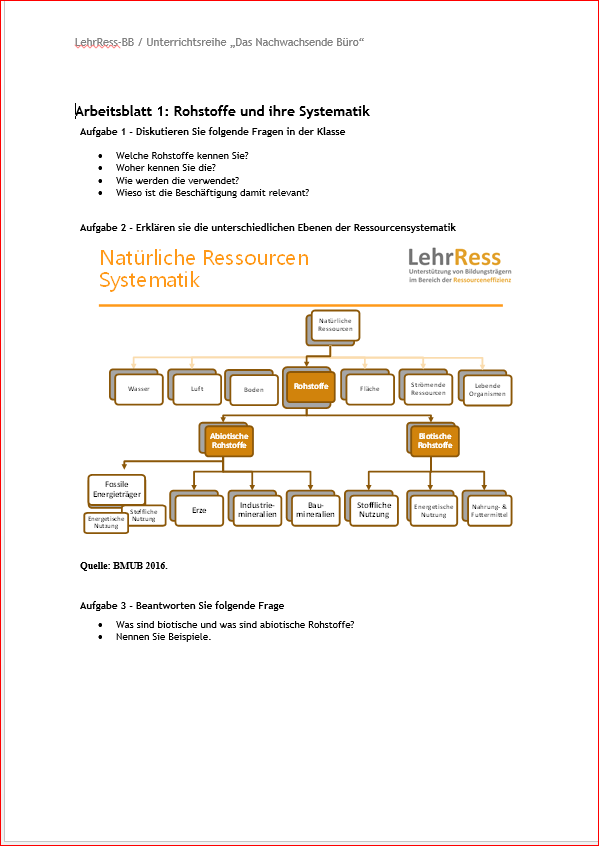 LehrRess-BB / Unterrichtsreihe „Das Nachwachsende Büro“
Arbeitsblatt 1: Rohstoffe und ihre Systematik
Aufgabe 1 - Diskutieren Sie folgende Fragen in der Klasse
• Welche Rohstoffe kennen Sie?
• Woher kennen Sie die?
• Wie werden die verwendet?
• Wieso ist die Beschäftigung damit relevant?
Aufgabe 2 - Erklären sie die unterschiedlichen Ebenen der Ressourcensystematik
Natürliche Ressourcen
Systematik
LehrRess
Unterstützung von Bildungsträgern
im Bereich der Ressourceneffizienz
Natürliche
Ressourcen
Wasser
Luft
Boden
Rohstoffe
Fläche
Strömende
Ressourcen
Lebende
Organismen
Abiotische
Rohstoffe
Biotische
Rohstoffe
Fossile
Energieträger
Stoffliche
Nutzung
Energetische
Nutzung
Erze
Industrie-
mineralien
Bau-
mineralien
Stoffliche
Nutzung
Energetische
Nutzung
Nahrung- &
Futtermittel
Quelle: BMUB 2016.
Aufgabe 3 - Beantworten Sie folgende Frage
• Was sind biotische und was sind abiotische Rohstoffe?
• Nennen Sie Beispiele.